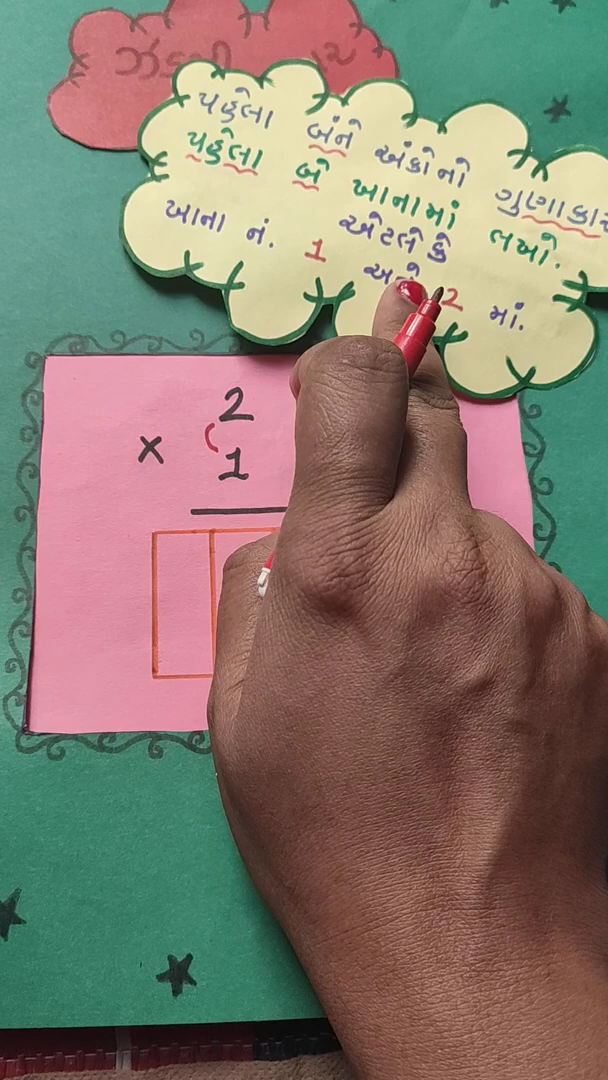 પહેલા બંને અંકોનો
પહેલા બે ખાનામાં લખો.
એટલે કે
ખાના નં. 1 2 માં.
2
× 1